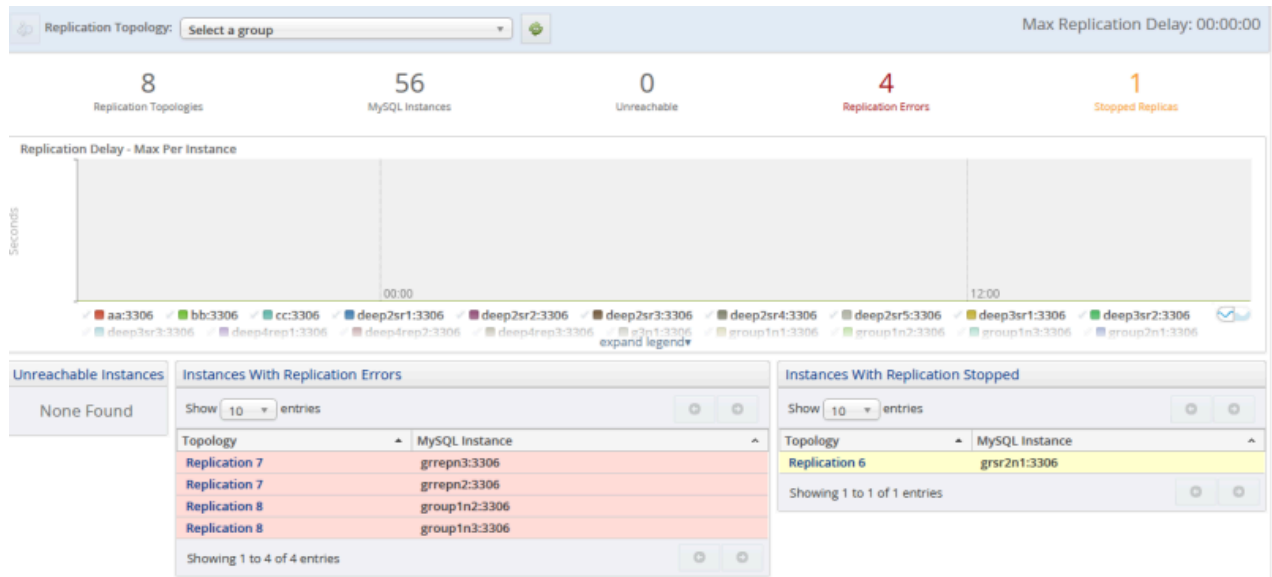 Replication Topology: Select a group Max Replication Delay: 00:00:00
8 56 0 4 1
Replication Topologies MySQL Instances Unreachable Replication Errors Stopped Replicas
Replication Delay - Max Per Instance
Seconds
00:00 12:00
aa:3306 bb:3306 cc:3306 deep2sr1:3306 deep2sr2:3306 deep2sr3:3306 deep2sr4:3306 deep2sr5:3306 deep3sr1:3306 deep3sr2:3306
deep3sr3:3306 deep4rep1:3306 deep4rep2:3306 deep4rep3:3306 g3n1:3306 group1n1:3306 group1n2:3306 group1n3:3306 group2n1:3306
expand legend▾
Unreachable Instances
None Found
Instances With Replication Errors
Show 10 entries
Topology MySQL Instance
Replication 7 grrepn3:3306
Replication 7 grrepn2:3306
Replication 8 group1n2:3306
Replication 8 group1n3:3306
Showing 1 to 4 of 4 entries
Instances With Replication Stopped
Show 10 entries
Topology MySQL Instance
Replication 6 grsr2n1:3306
Showing 1 to 1 of 1 entries